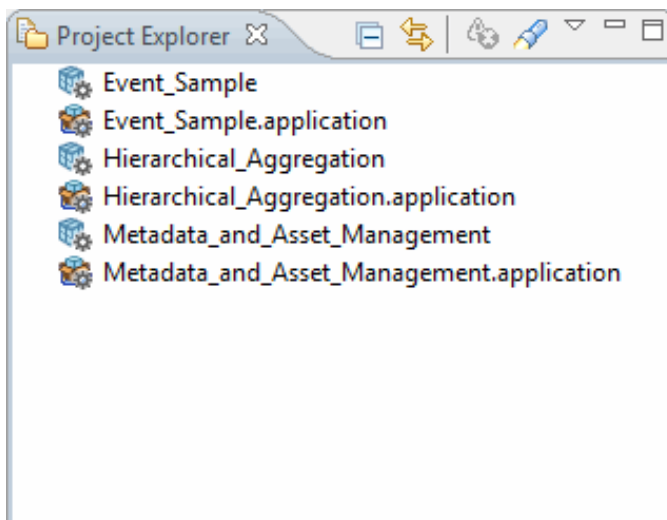 Project Explorer
Event_Sample
Event_Sample.application
Hierarchical_Aggregation
Hierarchical_Aggregation.application
Metadata_and_Asset_Management
Metadata_and_Asset_Management.application